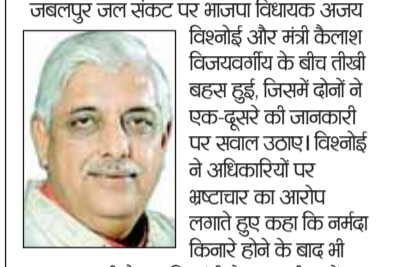 जबलपुर जल संकट पर भाजपा विधायक अजय
विश्नोई और मंत्री कैलाश
विजयवर्गीय के बीच तीखी
बहस हुई, जिसमें दोनों ने
एक-दूसरे की जानकारी
पर सवाल उठाए। विश्नोई
ने अधिकारियों पर
भ्रष्टाचार का आरोप
लगाते हुए कहा कि नर्मदा
किनारे होने के बाद भी